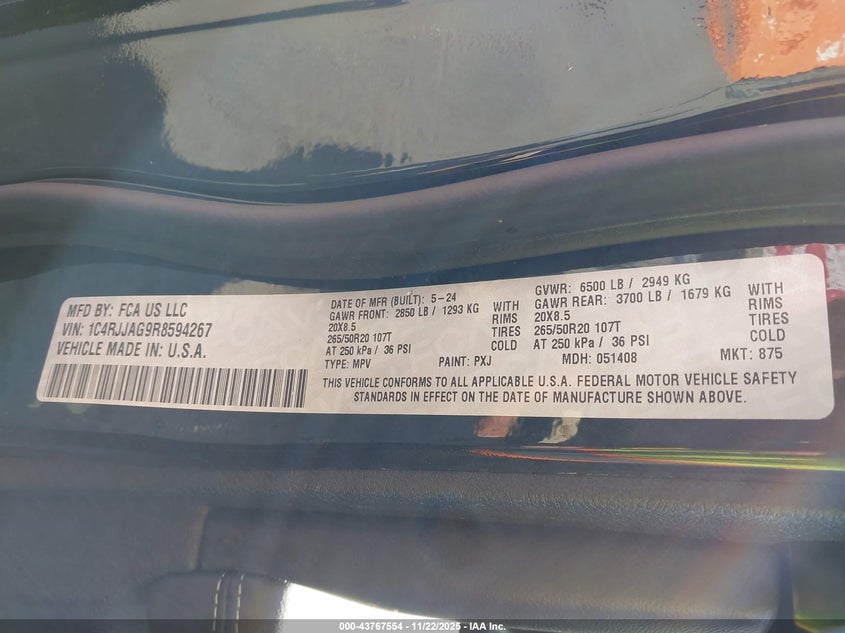 MFD BY: FCA US LLC
VIN: 1C4RJJAG9R8594267
VEHICLE MADE IN: U.S.A.
DATE OF MFR (BUILT): 5-24
GAWR FRONT: 2850 LB / 1293 KG WITH
20X8.5 RIMS
265/50R20 107T TIRES
AT 250 kPa / 36 PSI COLD
TYPE: MPV PAINT: PXJ
GVWR: 6500 LB / 2949 KG
GAWR REAR: 3700 LB / 1679 KG WITH
20X8.5 RIMS
265/50R20 107T TIRES
AT 250 kPa / 36 PSI COLD
MDH: 051408 MKT: 875
THIS VEHICLE CONFORMS TO ALL APPLICABLE U.S.A. FEDERAL MOTOR VEHICLE SAFETY
STANDARDS IN EFFECT ON THE DATE OF MANUFACTURE SHOWN ABOVE.
000-43767554 - 11/22/2025 - IAA Inc.